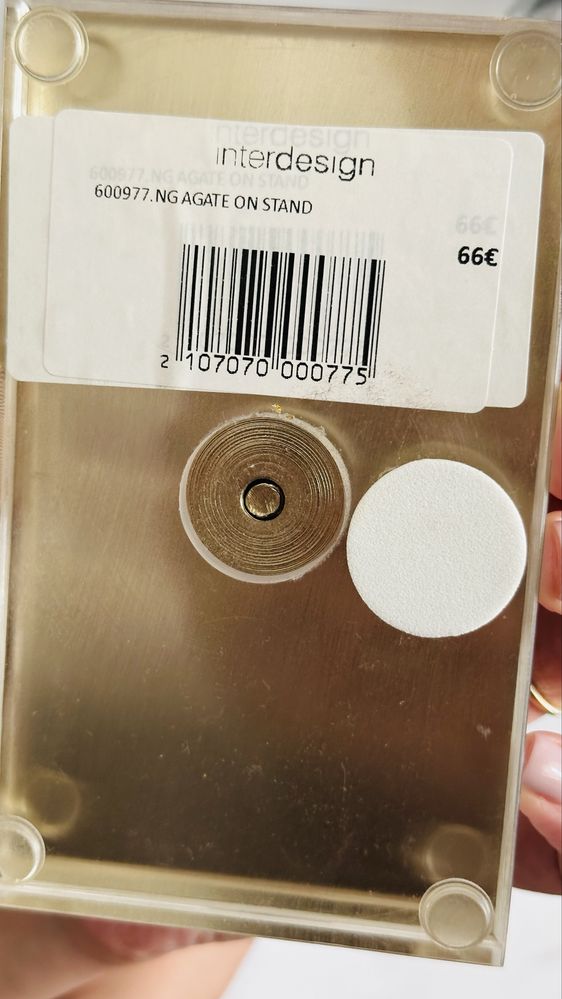 interdesign
600977.NG AGATE ON STAND
66€
2 107070 000775